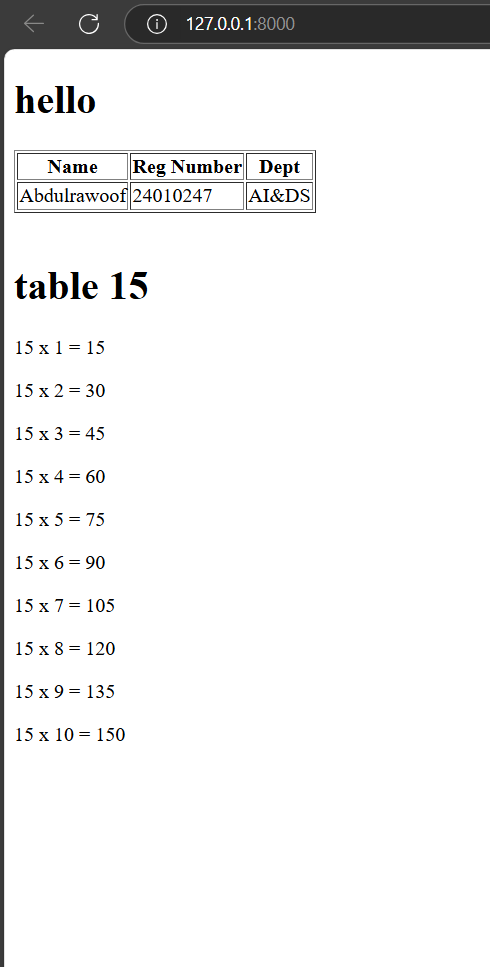 127.0.0.1:8000
hello
Name Reg Number Dept
Abdulrawoof 24010247 AI&DS
table 15
15 x 1 = 15
15 x 2 = 30
15 x 3 = 45
15 x 4 = 60
15 x 5 = 75
15 x 6 = 90
15 x 7 = 105
15 x 8 = 120
15 x 9 = 135
15 x 10 = 150